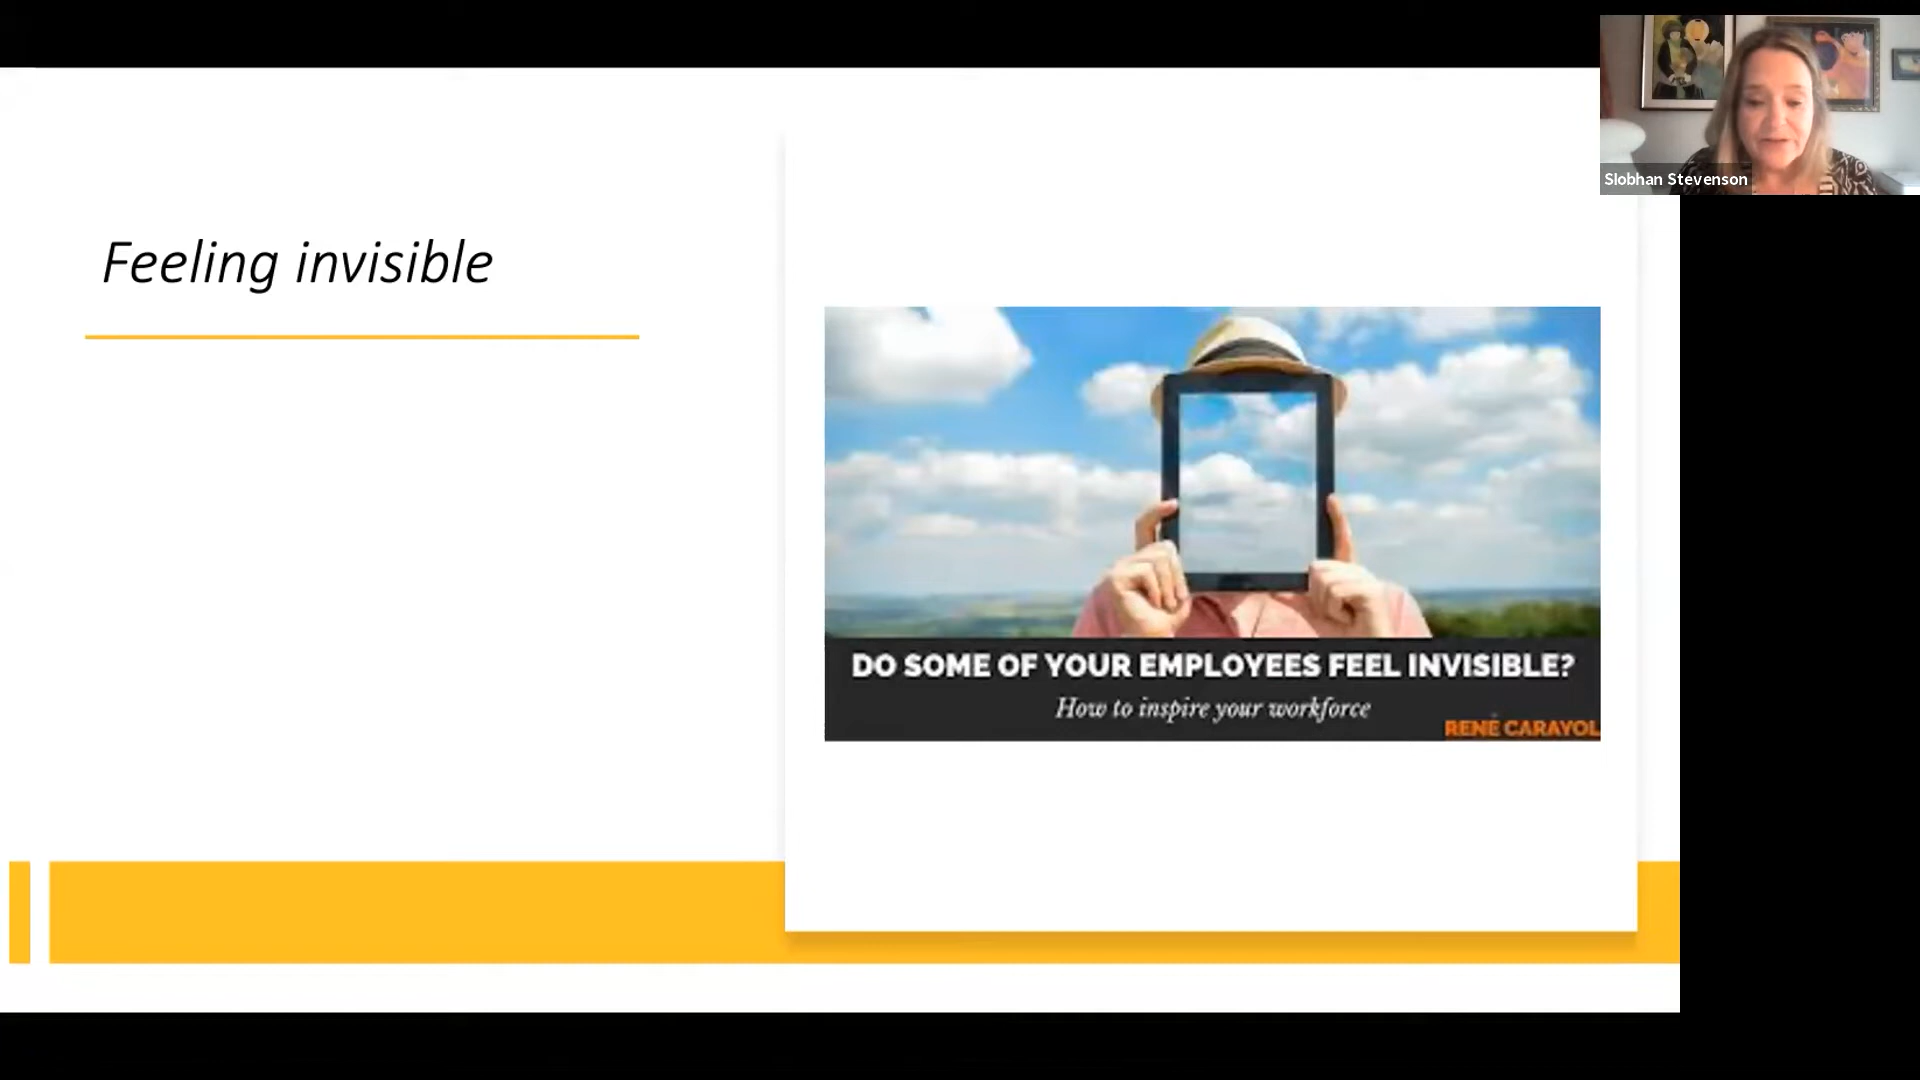 Siobhan Stevenson
Feeling invisible
DO SOME OF YOUR EMPLOYEES FEEL INVISIBLE?
How to inspire your workforce
RENÉ CARAYOL